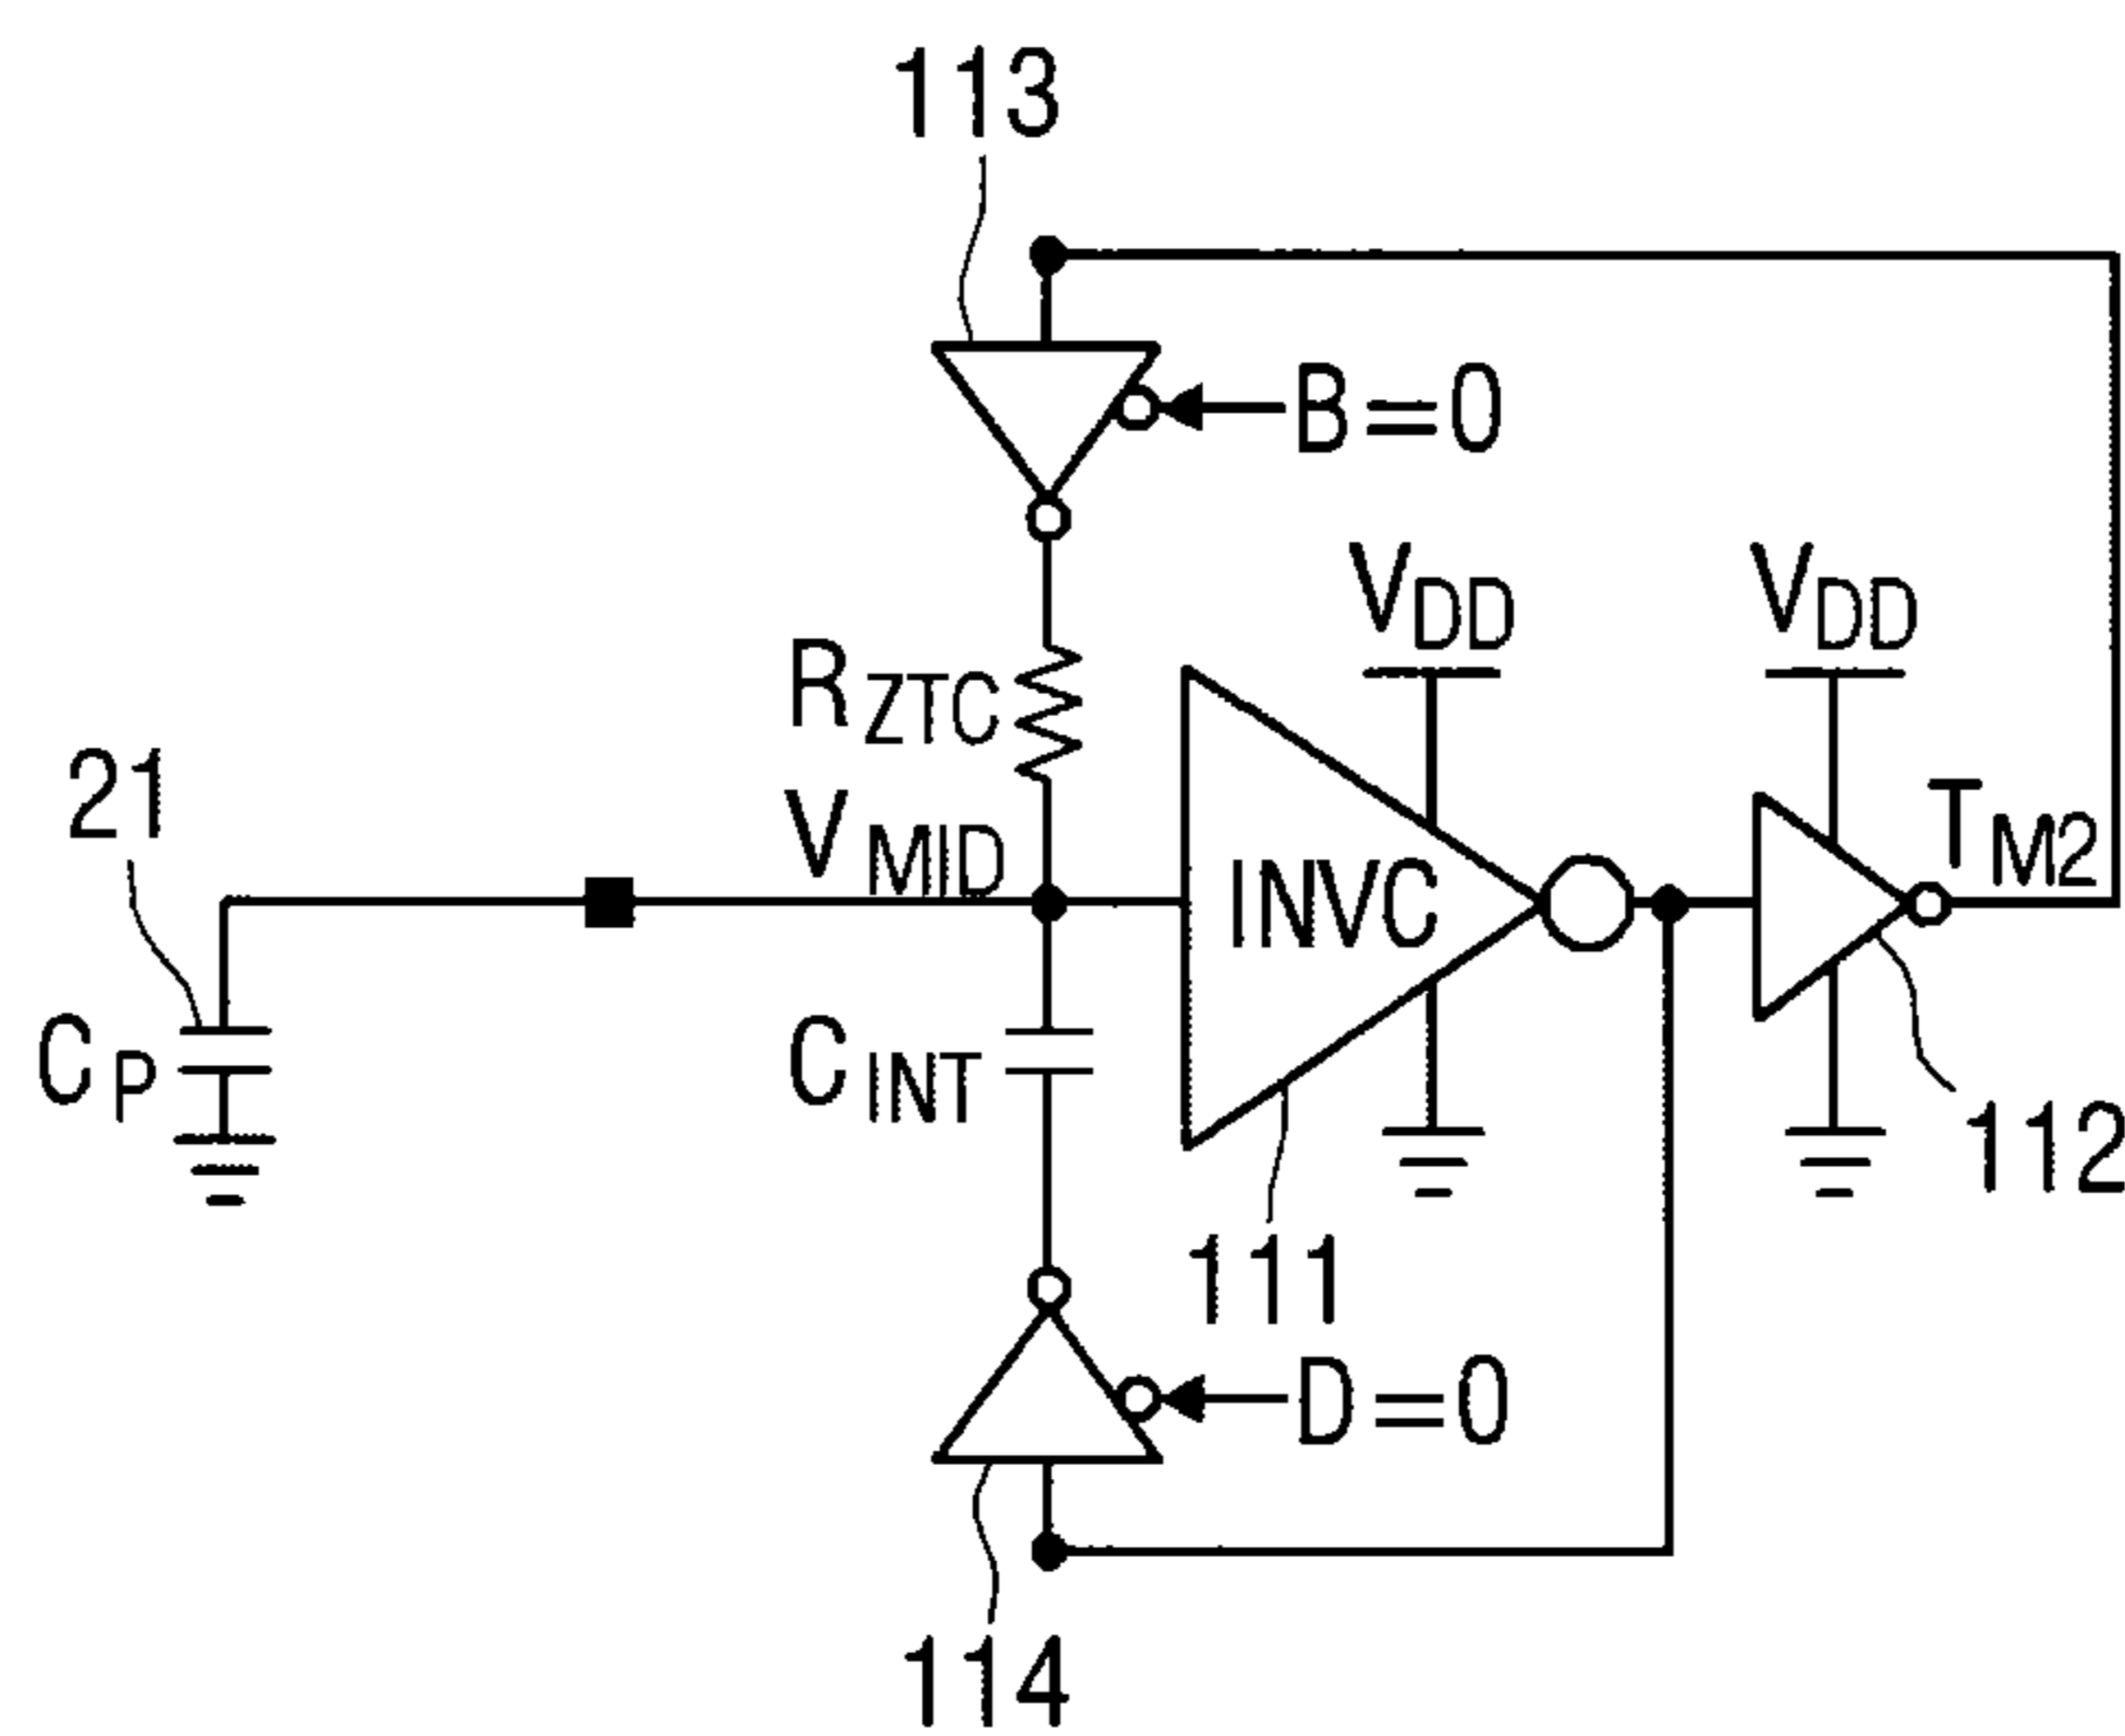 113
B=0
VDD
VDD
RZTC
21
VMID
TM2
INVC
CP
CINT
112
111
D=0
114